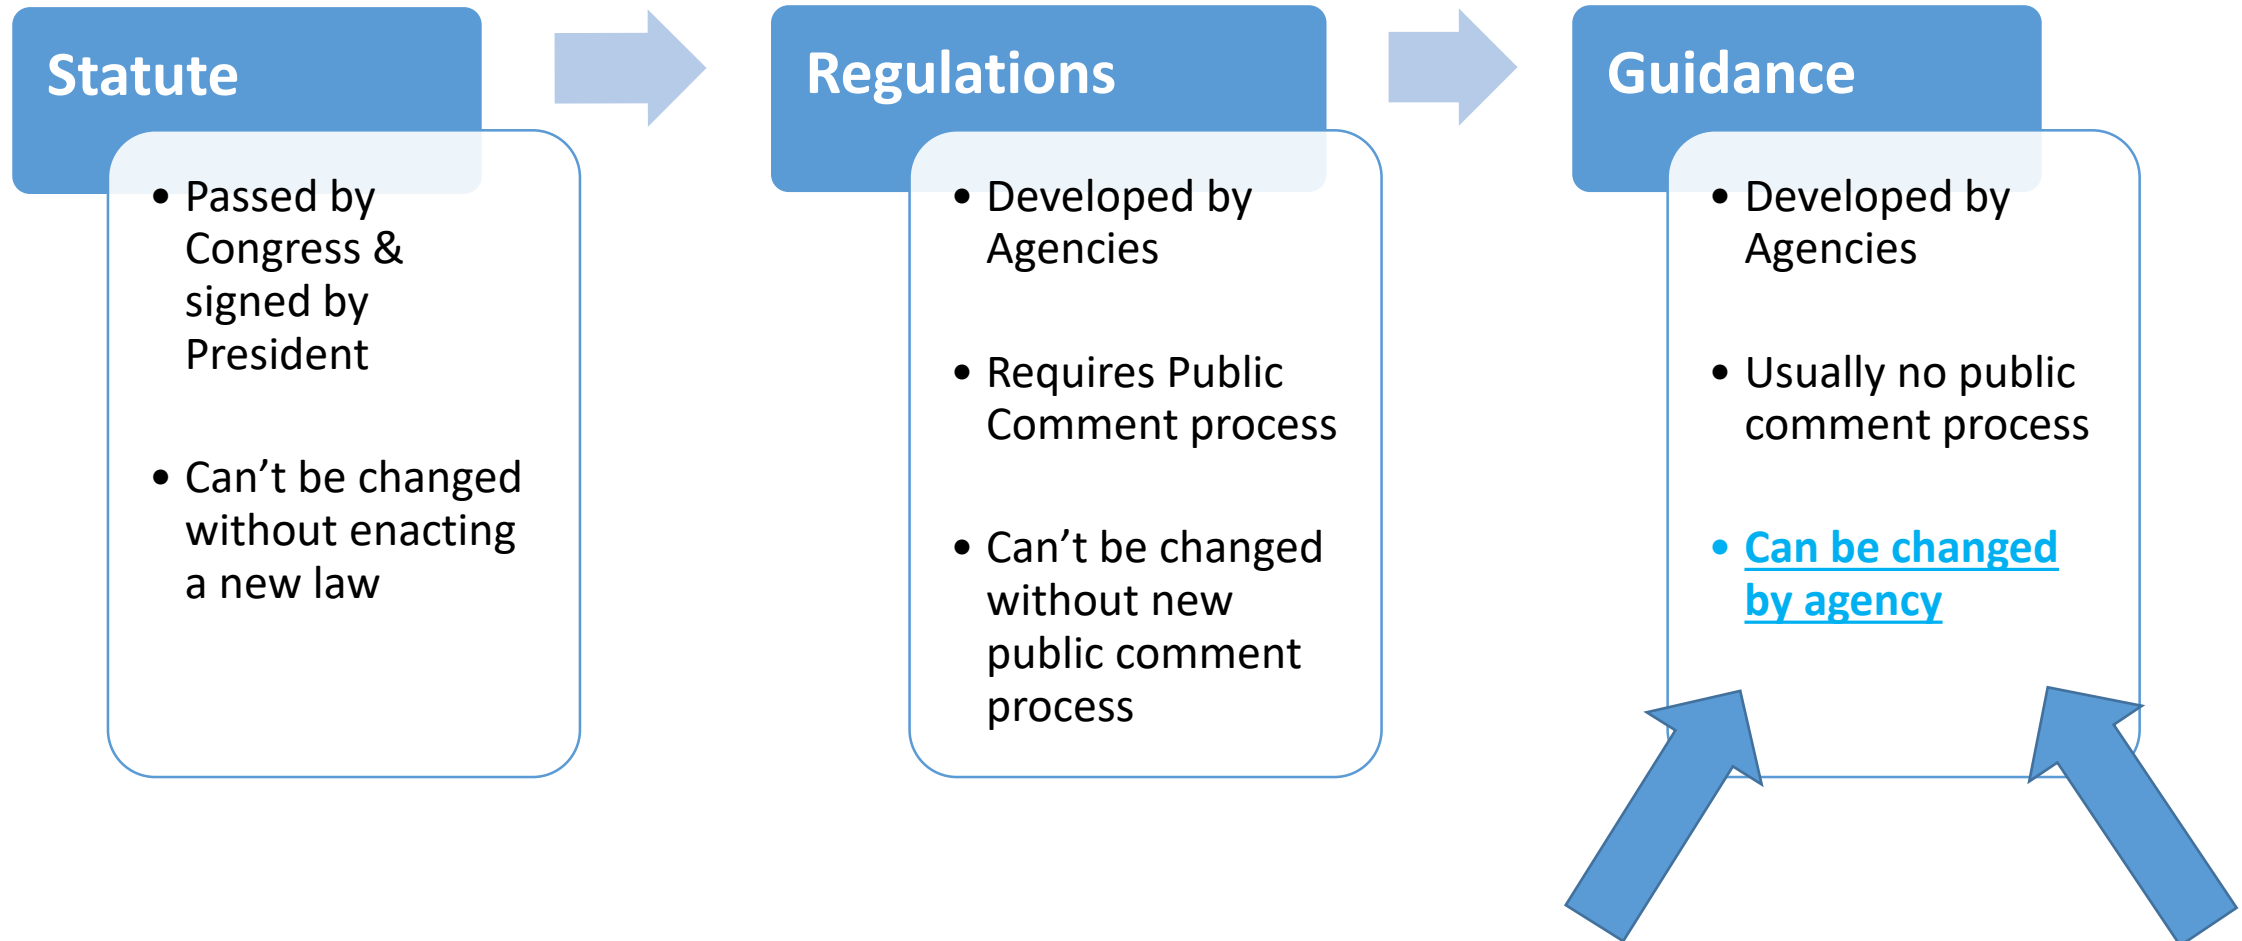 Statute
• Passed by
Congress &
signed by
President
• Can’t be changed
without enacting
a new law
Regulations
• Developed by
Agencies
• Requires Public
Comment process
• Can’t be changed
without new
public comment
process
Guidance
• Developed by
Agencies
• Usually no public
comment process
• Can be changed
by agency